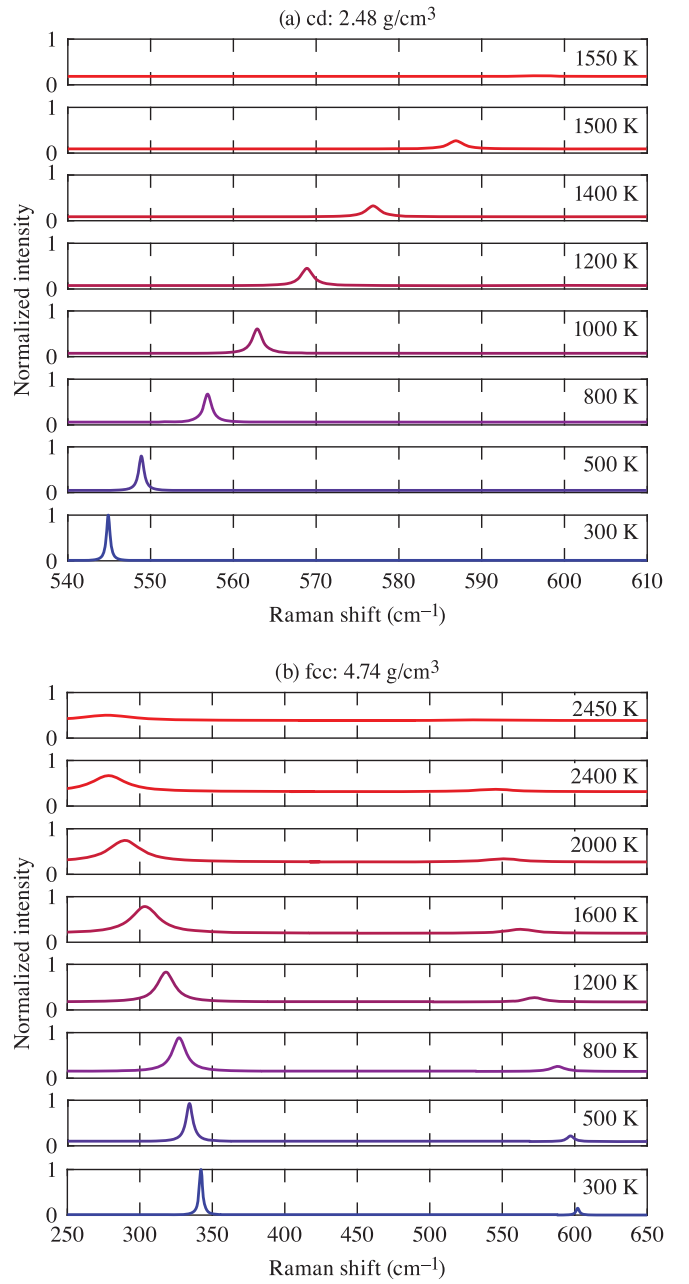 (a) cd: 2.48 g/cm³
Normalized intensity
1
0
1550 K
1
0
1500 K
1
0
1400 K
1
0
1200 K
1
0
1000 K
1
0
800 K
1
0
500 K
1
0
300 K
540 550 560 570 580 590 600 610
Raman shift (cm⁻¹)
(b) fcc: 4.74 g/cm³
Normalized intensity
1
0
2450 K
1
0
2400 K
1
0
2000 K
1
0
1600 K
1
0
1200 K
1
0
800 K
1
0
500 K
1
0
300 K
250 300 350 400 450 500 550 600 650
Raman shift (cm⁻¹)